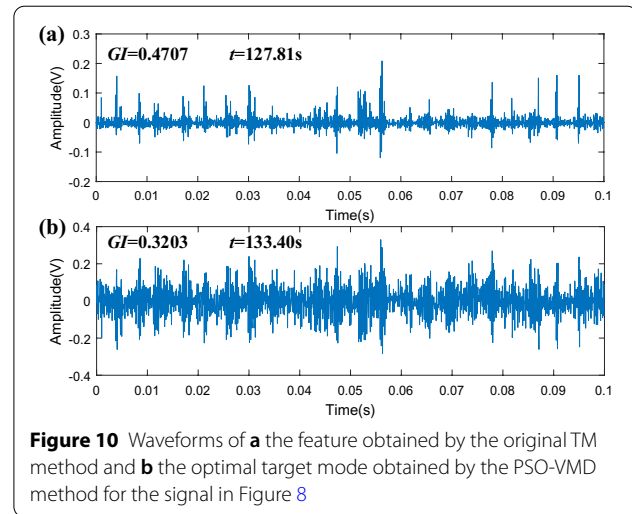 (a)
GI=0.4707 t=127.81s
0.3
0.2
0.1
0
-0.1
-0.2
Amplitude(V)
0 0.01 0.02 0.03 0.04 0.05 0.06 0.07 0.08 0.09 0.1
Time(s)
(b)
GI=0.3203 t=133.40s
0.4
0.2
0
-0.2
-0.4
Amplitude(V)
0 0.01 0.02 0.03 0.04 0.05 0.06 0.07 0.08 0.09 0.1
Time(s)
Figure 10 Waveforms of a the feature obtained by the original TM
method and b the optimal target mode obtained by the PSO-VMD
method for the signal in Figure 8